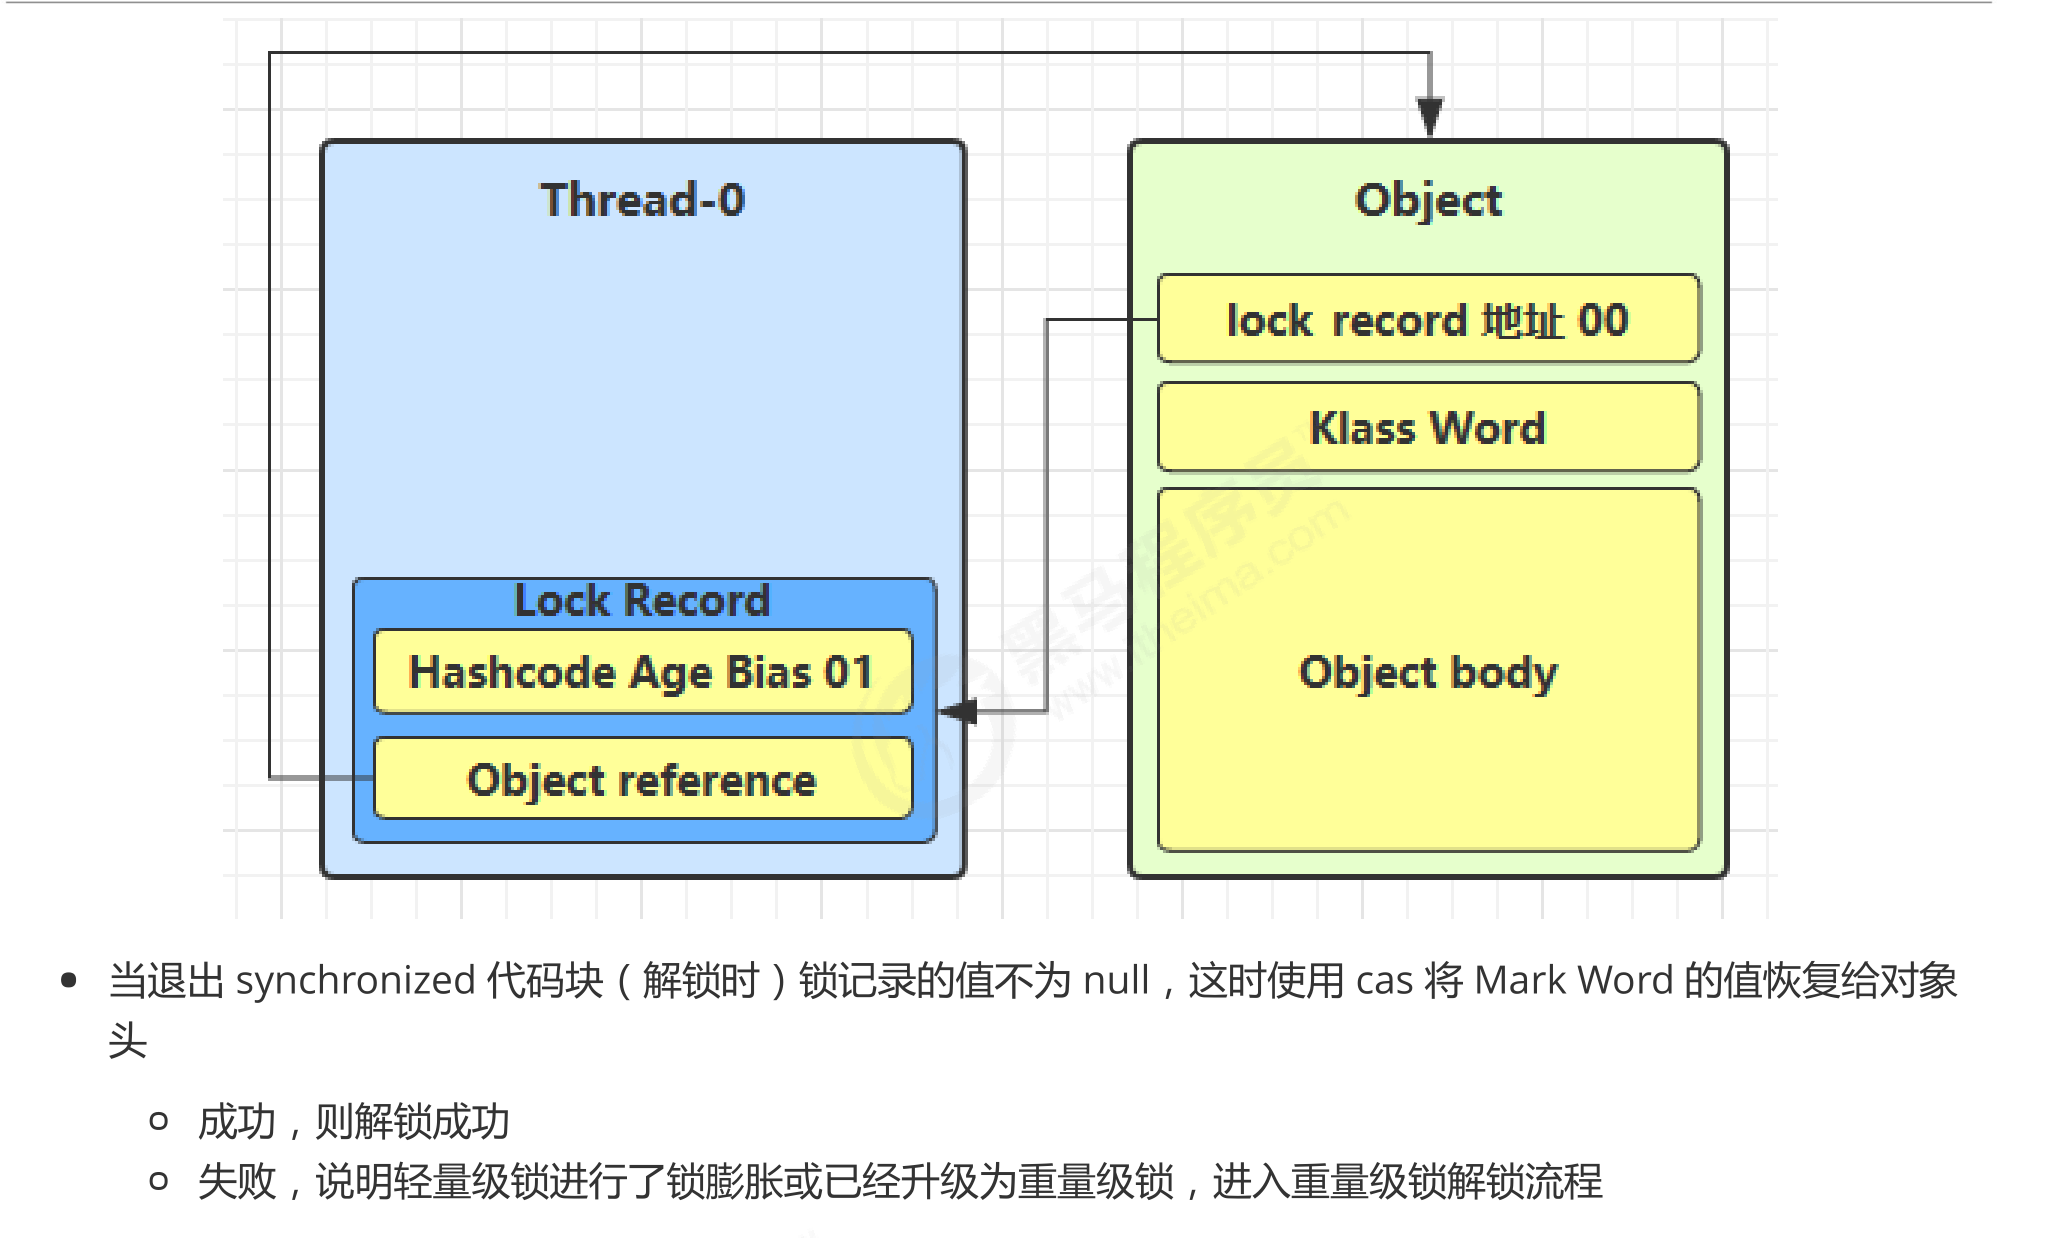 Thread-0
Object
lock record 地址 00
Klass Word
Lock Record
Hashcode Age Bias 01
Object reference
Object body
黑马程序员
www.itheima.com
当退出 synchronized 代码块（解锁时）锁记录的值不为 null，这时使用 cas 将 Mark Word 的值恢复给对象
头
成功，则解锁成功
失败，说明轻量级锁进行了锁膨胀或已经升级为重量级锁，进入重量级锁解锁流程